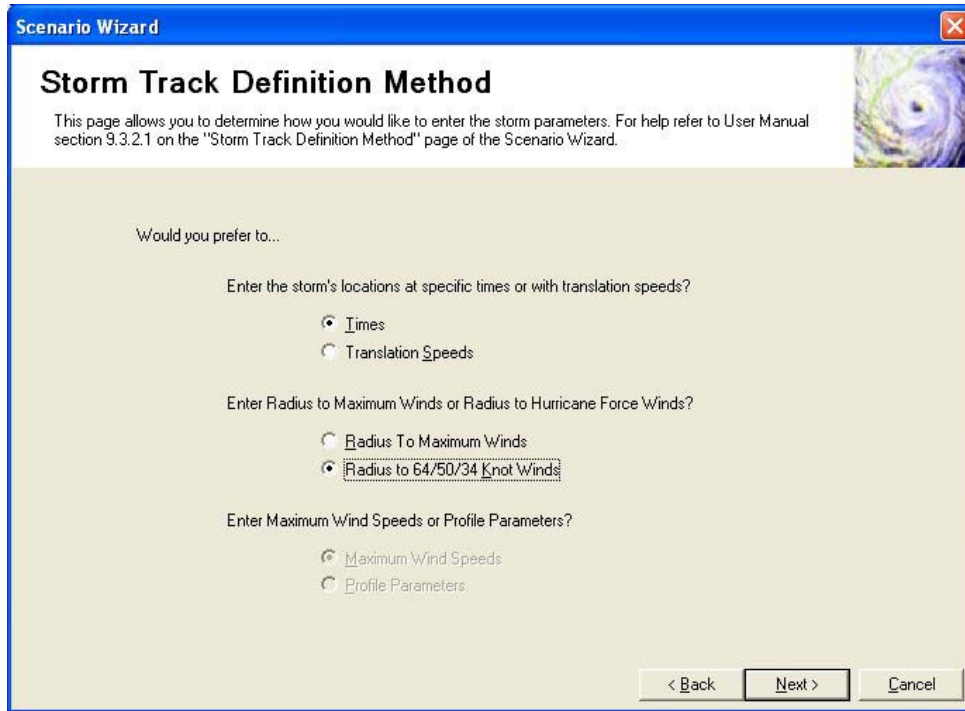 Scenario Wizard
Storm Track Definition Method
This page allows you to determine how you would like to enter the storm parameters. For help refer to User Manual
section 9.3.2.1 on the "Storm Track Definition Method" page of the Scenario Wizard.
Would you prefer to...
Enter the storm's locations at specific times or with translation speeds?
Times
Translation Speeds
Enter Radius to Maximum Winds or Radius to Hurricane Force Winds?
Radius To Maximum Winds
Radius to 64/50/34 Knot Winds
Enter Maximum Wind Speeds or Profile Parameters?
Maximum Wind Speeds
Profile Parameters
< Back Next > Cancel